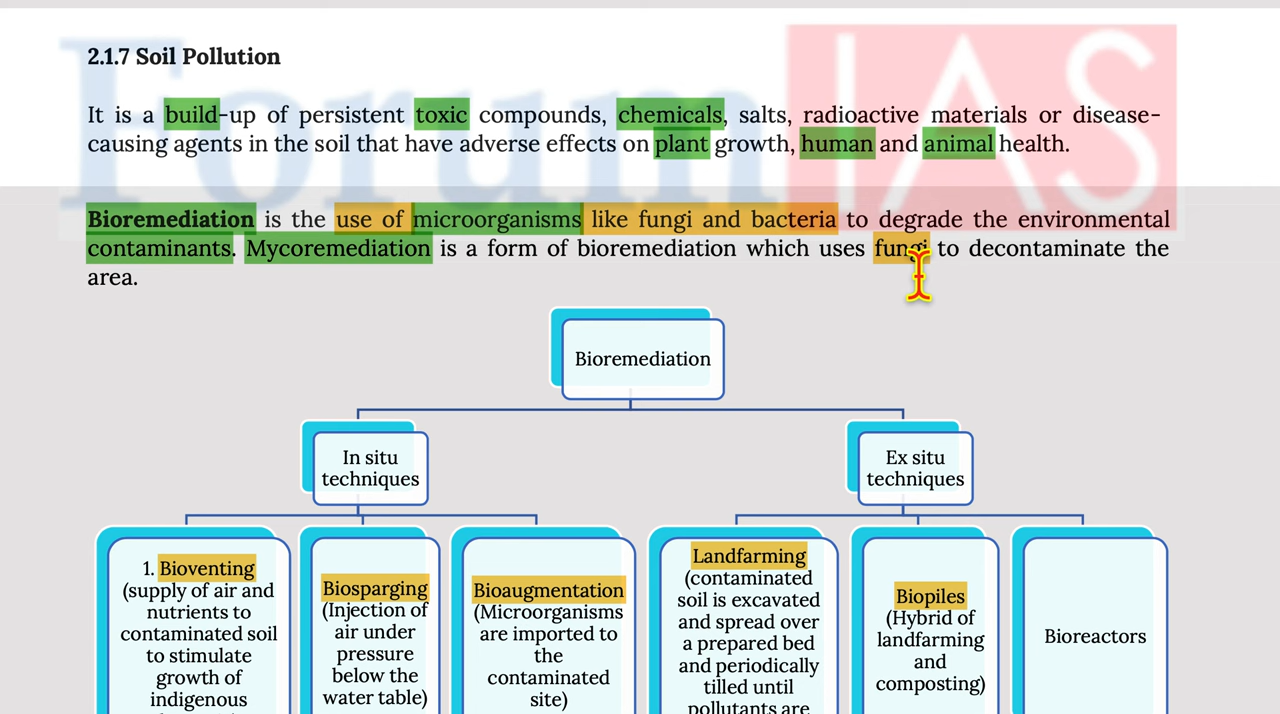 Forum IAS
2.1.7 Soil Pollution
It is a build-up of persistent toxic compounds, chemicals, salts, radioactive materials or disease-
causing agents in the soil that have adverse effects on plant growth, human and animal health.
Bioremediation is the use of microorganisms like fungi and bacteria to degrade the environmental
contaminants. Mycoremediation is a form of bioremediation which uses fungi to decontaminate the
area.
Bioremediation
In situ
techniques
Ex situ
techniques
1. Bioventing
(supply of air and
nutrients to
contaminated soil
to stimulate
growth of
indigenous
Biosparging
(Injection of
air under
pressure
below the
water table)
Bioaugmentation
(Microorganisms
are imported to
the
contaminated
site)
Landfarming
(contaminated
soil is excavated
and spread over
a prepared bed
and periodically
tilled until
pollutants are
Biopiles
(Hybrid of
landfarming
and
composting)
Bioreactors